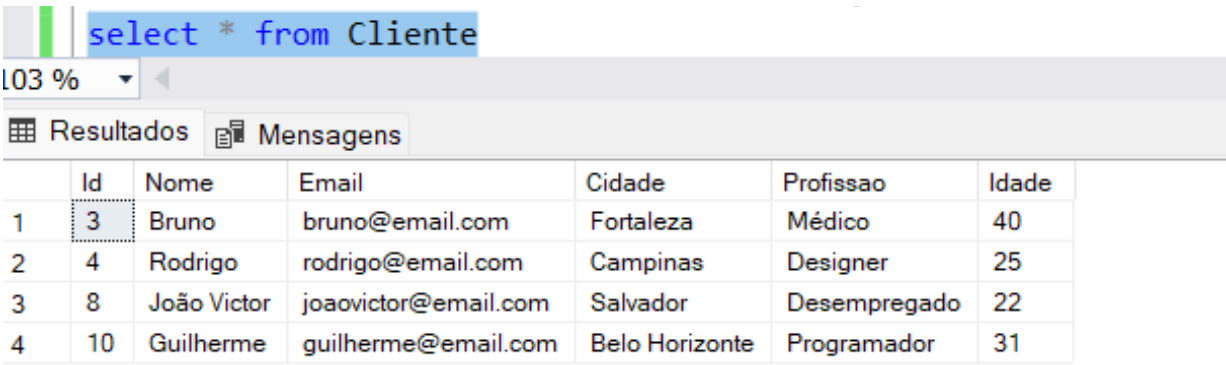 select * from Cliente
103 %
Resultados Mensagens
Id Nome Email Cidade Profissao Idade
1 3 Bruno bruno@email.com Fortaleza Médico 40
2 4 Rodrigo rodrigo@email.com Campinas Designer 25
3 8 João Victor joaovictor@email.com Salvador Desempregado 22
4 10 Guilherme guilherme@email.com Belo Horizonte Programador 31